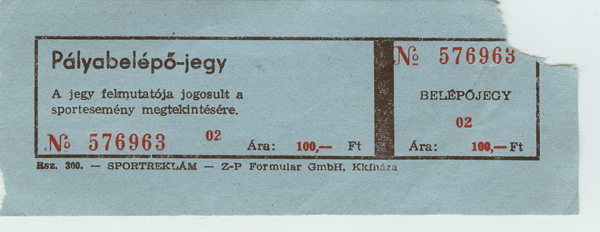 Pályabelépő-jegy
A jegy felmutatója jogosult a
sportesemény megtekintésére.
№ 576963 02 Ára: 100,— Ft
№ 576963
BELÉPŐJEGY
02
Ára: 100,— Ft
Rsz. 300. — SPORTREKLÁM — Z-P Formular GmbH, Kkfháza